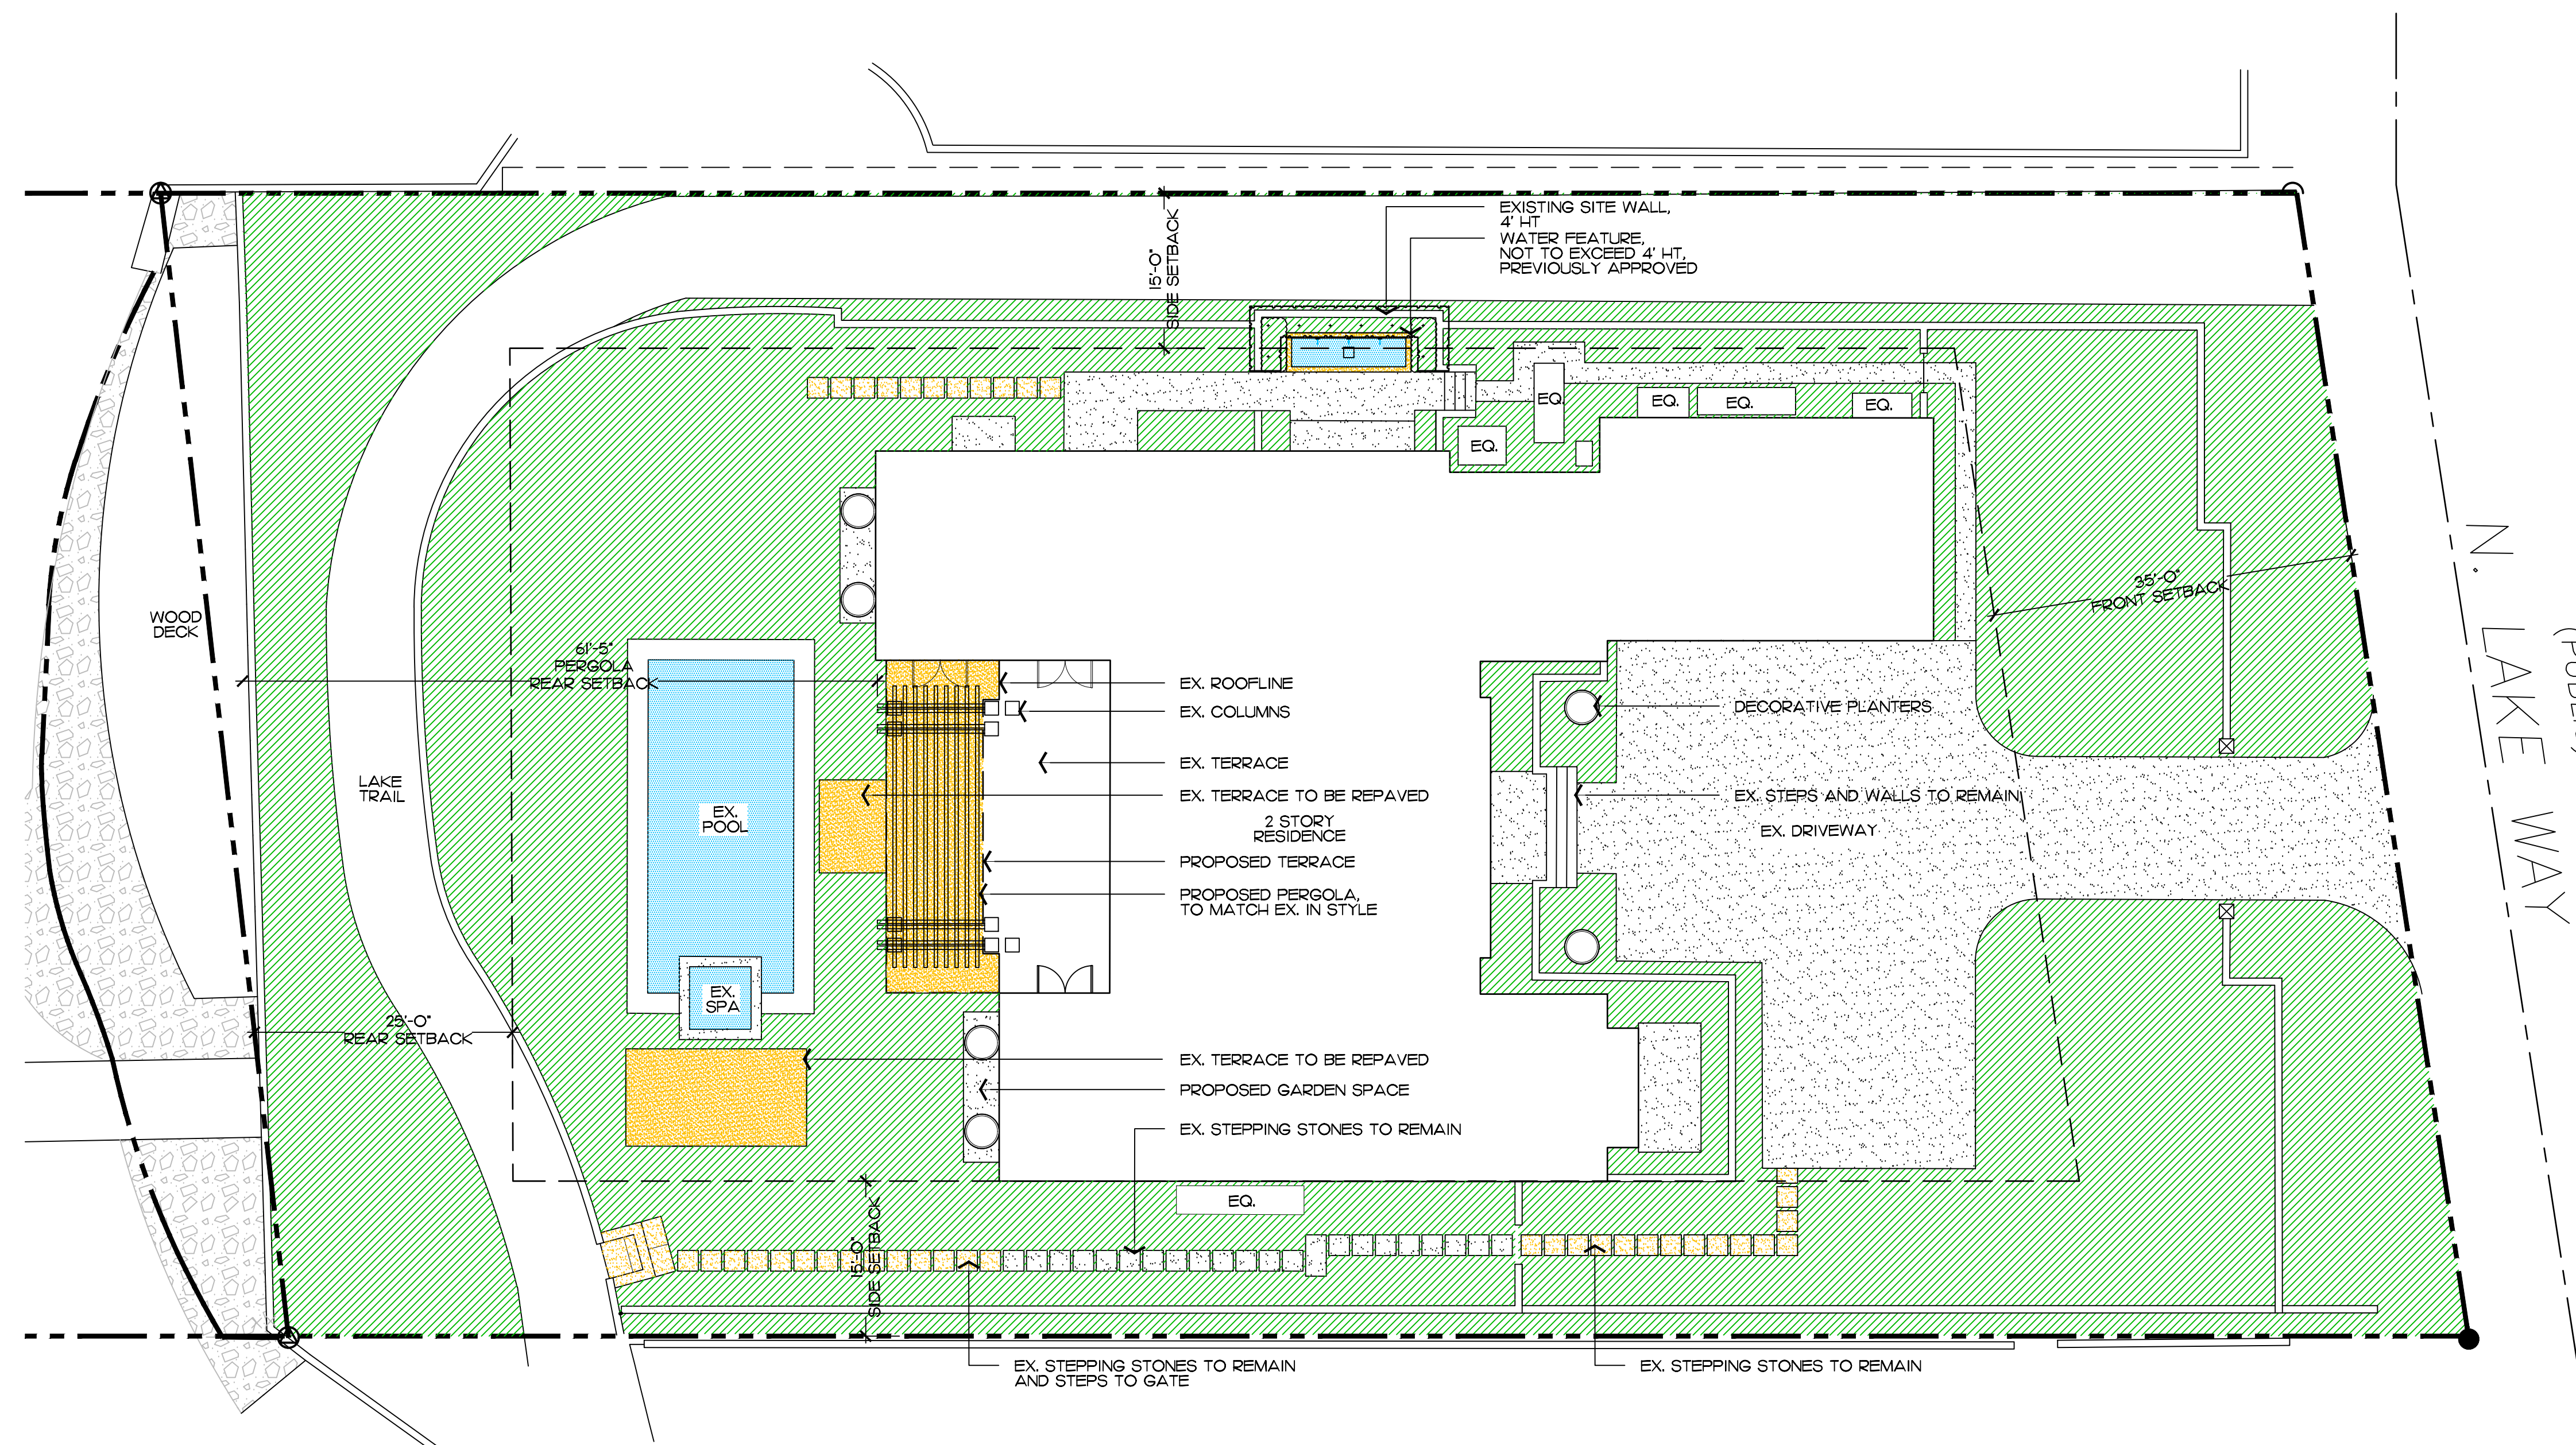 EXISTING SITE WALL,
4' HT
WATER FEATURE,
NOT TO EXCEED 4' HT,
PREVIOUSLY APPROVED
15'-0"
SIDE SETBACK
EQ.
EQ.
EQ.
EQ.
EQ.
35'-0"
FRONT SETBACK
N. LAKE WAY
WOOD
DECK
61'-5"
PERGOLA
REAR SETBACK
LAKE
TRAIL
EX.
POOL
EX.
SPA
25'-0"
REAR SETBACK
EX. ROOFLINE
EX. COLUMNS
EX. TERRACE
EX. TERRACE TO BE REPAVED
2 STORY
RESIDENCE
PROPOSED TERRACE
PROPOSED PERGOLA,
TO MATCH EX. IN STYLE
DECORATIVE PLANTERS
EX. STEPS AND WALLS TO REMAIN
EX. DRIVEWAY
EX. TERRACE TO BE REPAVED
PROPOSED GARDEN SPACE
EX. STEPPING STONES TO REMAIN
EQ.
15'-0"
SIDE SETBACK
EX. STEPPING STONES TO REMAIN
AND STEPS TO GATE
EX. STEPPING STONES TO REMAIN